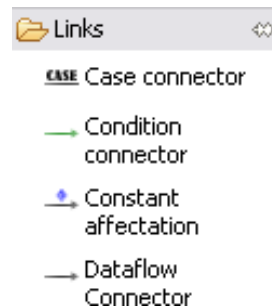 Links
CASE Case connector
Condition
connector
Constant
affectation
Dataflow
Connector